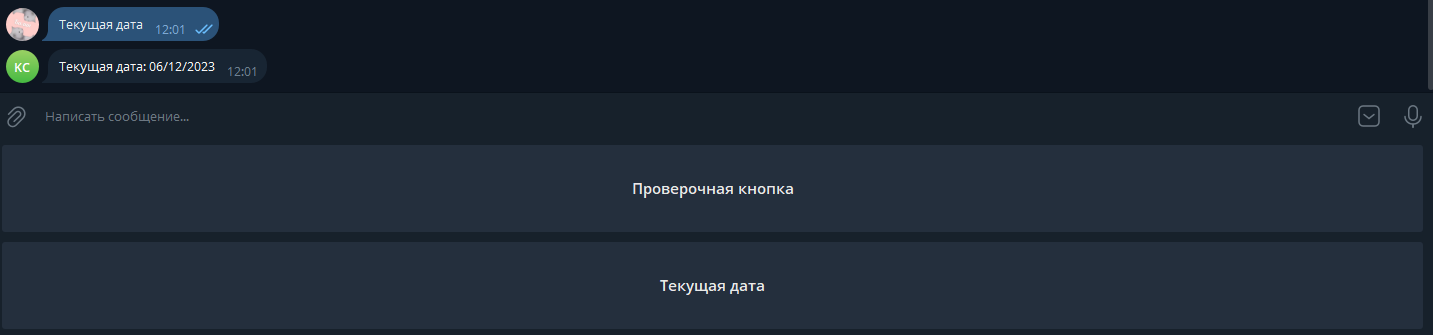 Текущая дата 12:01
КС
Текущая дата: 06/12/2023 12:01
Написать сообщение...
Проверочная кнопка
Текущая дата